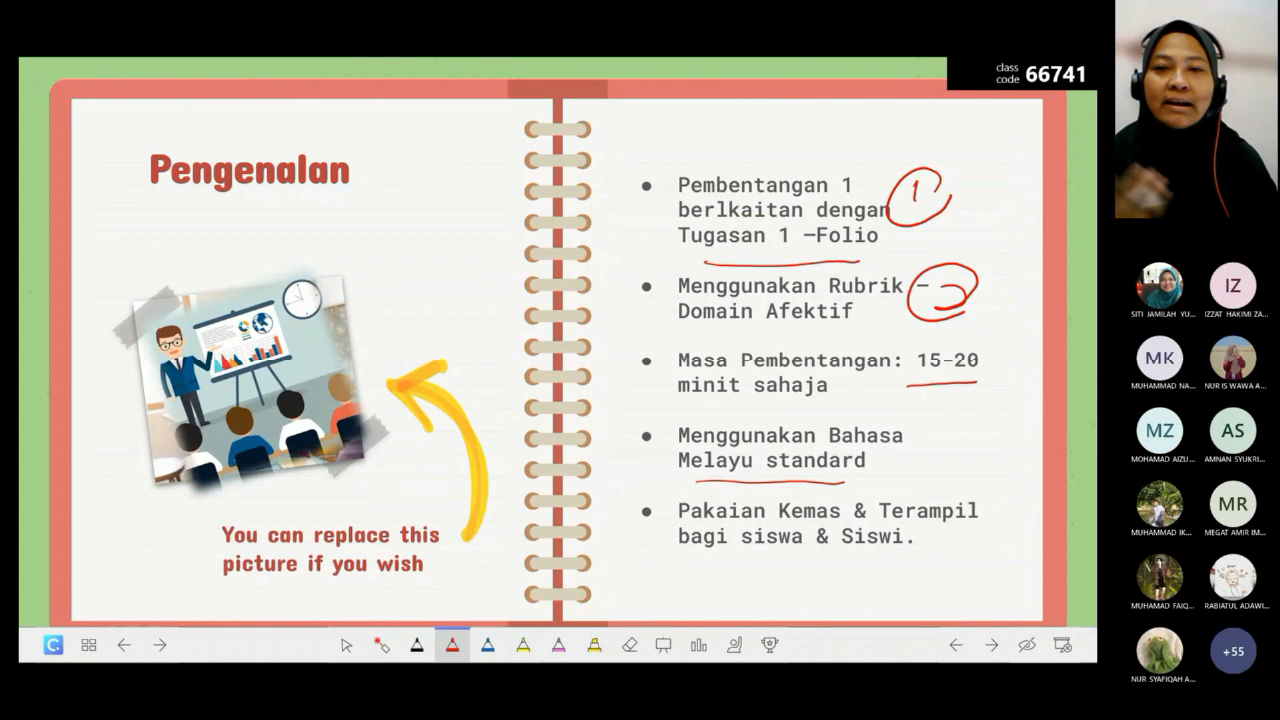 class
code 66741
Pengenalan
You can replace this
picture if you wish
Pembentangan 1
berlkaitan dengan
Tugasan 1 –Folio
1
Menggunakan Rubrik –
Domain Afektif
2
Masa Pembentangan: 15-20
minit sahaja
Menggunakan Bahasa
Melayu standard
Pakaian Kemas & Terampil
bagi siswa & Siswi.
SITI JAMILAH YU...
IZ
IZZAT HAKIMI ZA...
MK
MUHAMMAD NA...
NUR IS WAWA A...
MZ
MOHAMAD AIZU...
AS
AMNAN SYUKRI...
MUHAMMAD IK...
MR
MEGAT AMIR IM...
MUHAMAD FAIQ...
RABIATUL ADAWI...
NUR SYAFIQAH A...
+55
C